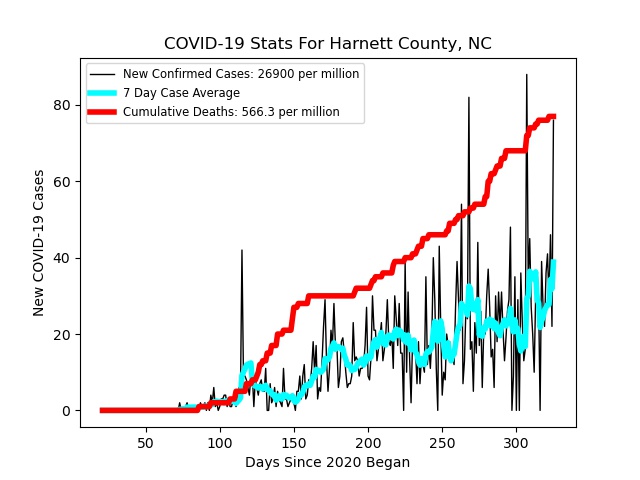 COVID-19 Stats For Harnett County, NC
New Confirmed Cases: 26900 per million
7 Day Case Average
Cumulative Deaths: 566.3 per million
80
60
40
20
0
New COVID-19 Cases
50 100 150 200 250 300
Days Since 2020 Began